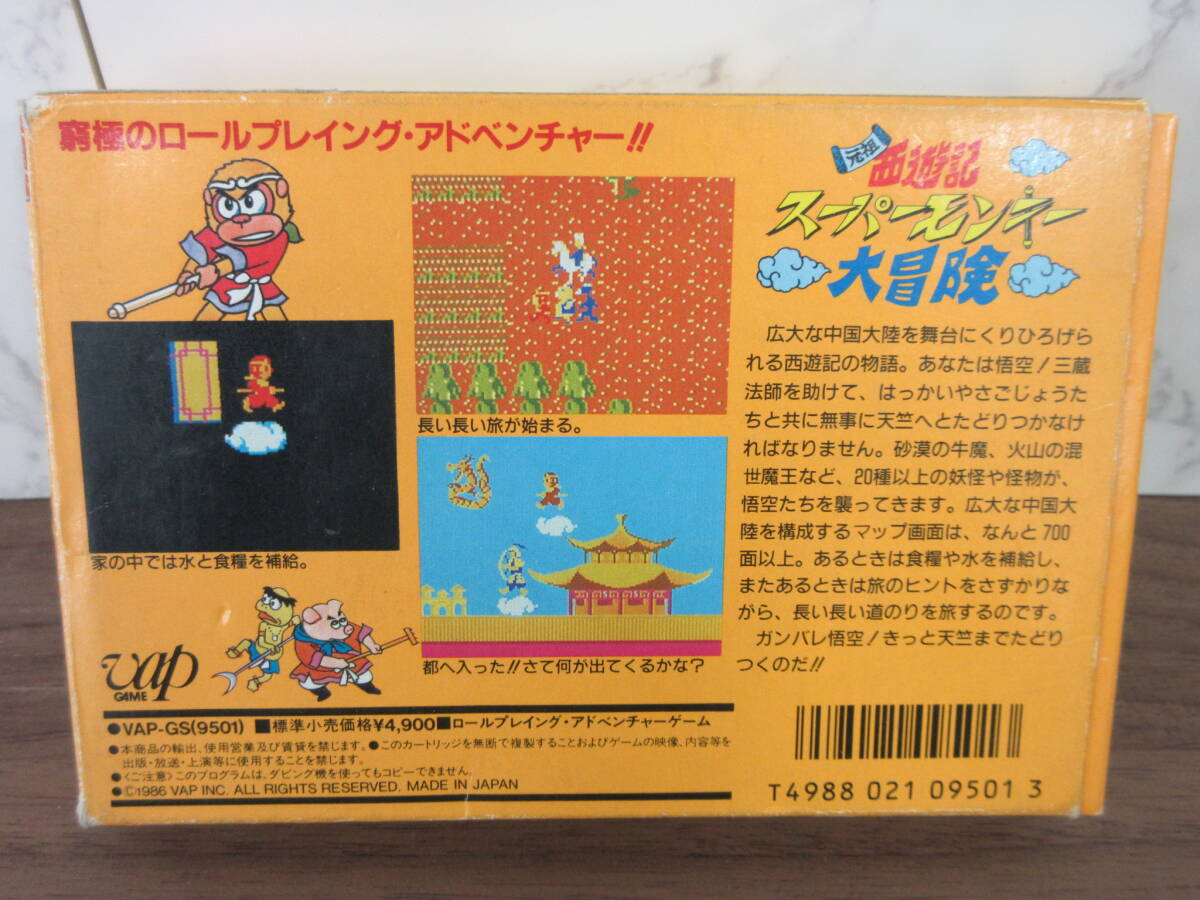 窮極のロールプレイング・アドベンチャー!!
元祖
西遊記
スーパーモンキー
大冒険
長い長い旅が始まる。
家の中では水と食糧を補給。
都へ入った!!さて何が出てくるかな?
広大な中国大陸を舞台にくりひろげら
れる西遊記の物語。あなたは悟空!三蔵
法師を助けて、はっかいやさごじょうた
ちと共に無事に天竺へとたどりつかなけ
ればなりません。砂漠の牛魔、火山の混
世魔王など、20種以上の妖怪や怪物が、
悟空たちを襲ってきます。広大な中国大
陸を構成するマップ画面は、なんと700
面以上。あるときは食糧や水を補給し、
またあるときは旅のヒントをさずかりな
がら、長い長い道のりを旅するのです。
ガンバレ悟空!きっと天竺までたどり
つくのだ!!
vap
GAME
●VAP-GS(9501) ■標準小売価格¥4,900■ロールプレイング・アドベンチャーゲーム
●本商品の輸出、使用営業及び賃貸を禁じます。●このカートリッジを無断で複製することおよびゲームの映像、内容等を
出版・放送・上演等に使用することを禁じます。
●〈ご注意〉このプログラムは、ダビング機を使ってもコピーできません。
●©1986 VAP INC. ALL RIGHTS RESERVED. MADE IN JAPAN
T4988 021 09501 3